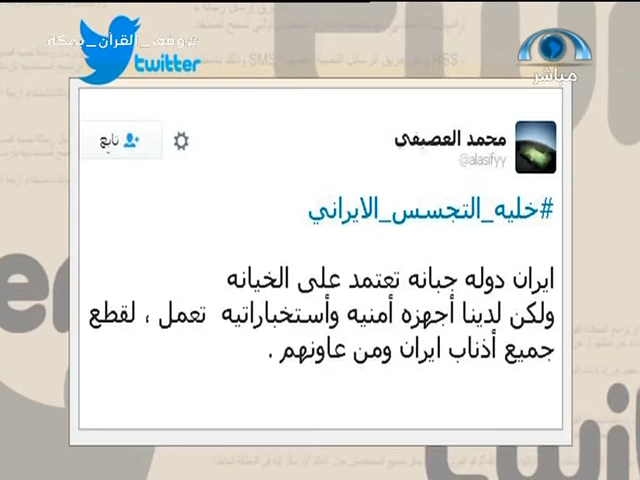 #وقف_القرآن_بمكة
twitter
مباشر
محمد العصيفي
@alasifyy
تابع
#خليه_التجسس_الايراني
ايران دوله جبانه تعتمد على الخيانه
ولكن لدينا أجهزه أمنيه وأستخباراتيه تعمل ، لقطع
جميع أذناب ايران ومن عاونهم .